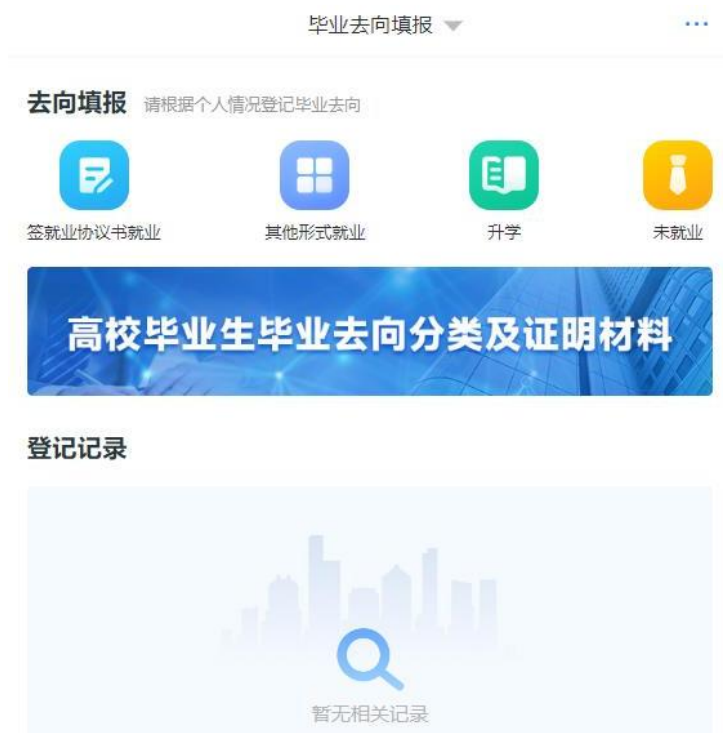 毕业去向填报
去向填报 请根据个人情况登记毕业去向
签就业协议书就业 其他形式就业 升学 未就业
高校毕业生毕业去向分类及证明材料
登记记录
暂无相关记录